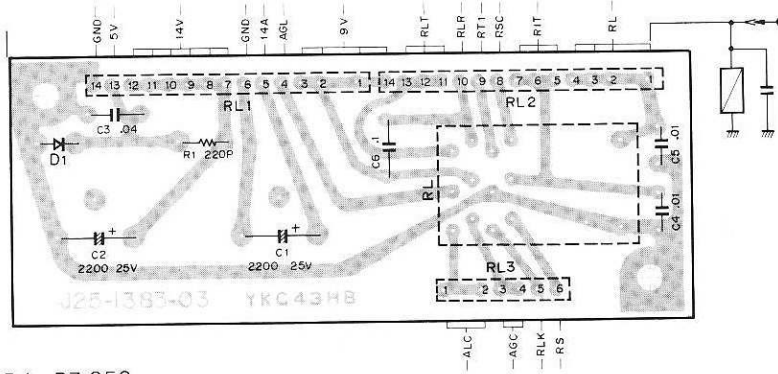 GND 5V 14V GND 14A AGL 9V RLT RLR RT1 RSC RIT RL
14 13 12 11 10 9 8 7 6 5 4 3 2 1 14 13 12 11 10 9 8 7 6 5 4 3 2 1
RL1 RL2
C3 .04
D1 R1 220P C6 .1 C5 .01
RL
C4 .01
+ +
C2 C1
2200 25V 2200 25V
RL3
1 2 3 4 5 6
J25-1383-03 YKC43HB
ALC AGC RLK RS